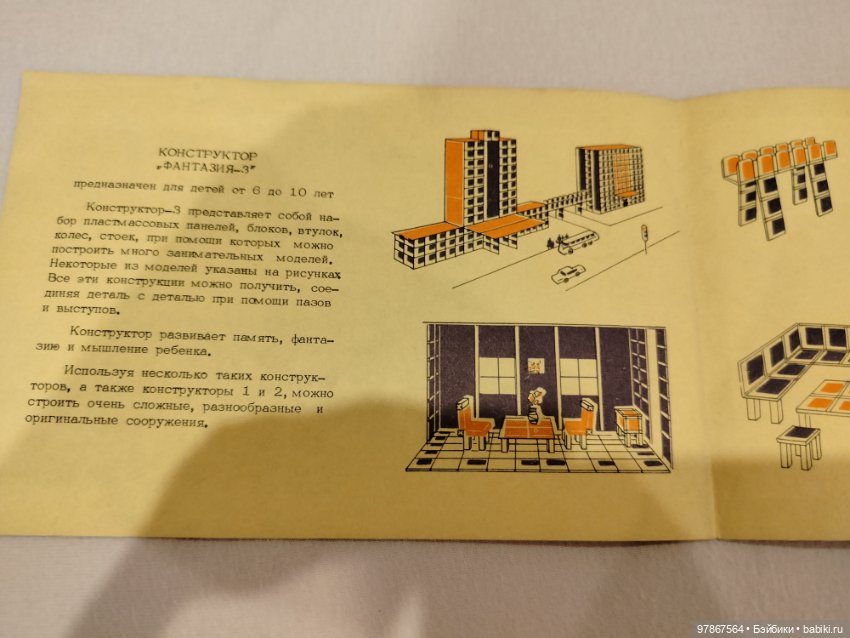 КОНСТРУКТОР
„ФАНТАЗИЯ-3"
предназначен для детей от 6 до 10 лет
Конструктор-3 представляет собой на-
бор пластмассовых панелей, блоков, втулок,
колес, стоек, при помощи которых можно
построить много занимательных моделей.
Некоторые из моделей указаны на рисунках
Все эти конструкции можно получить, сое-
диняя деталь с деталью при помощи пазов
и выступов.
Конструктор развивает память, фанта-
зию и мышление ребенка.
Используя несколько таких конструк-
торов, а также конструкторы 1 и 2, можно
строить очень сложные, разнообразные и
оригинальные сооружения.
97867564 • Бэйбики • babiki.ru